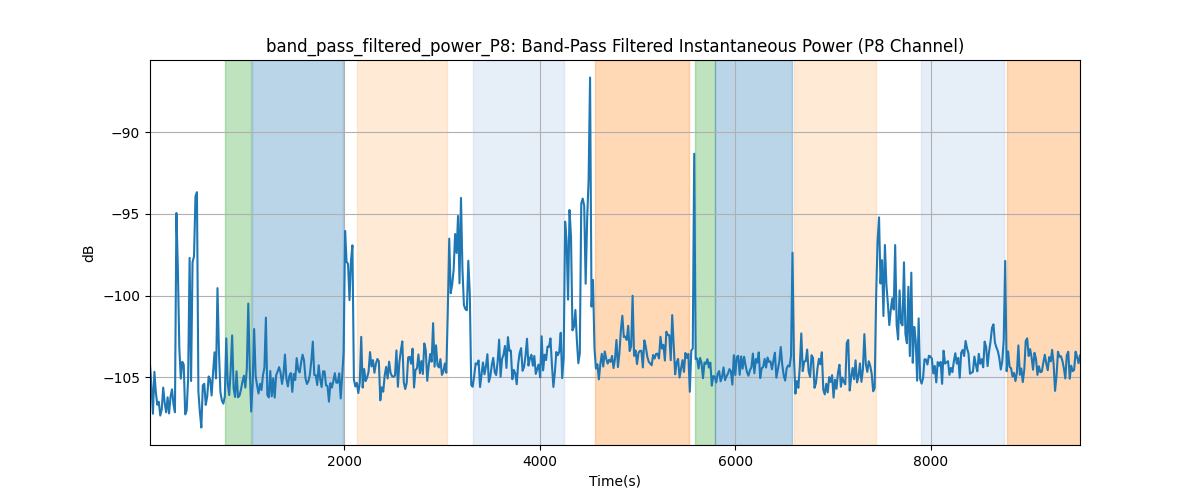 band_pass_filtered_power_P8: Band-Pass Filtered Instantaneous Power (P8 Channel)
−90
−95
−100
−105
dB
2000
4000
6000
8000
Time(s)